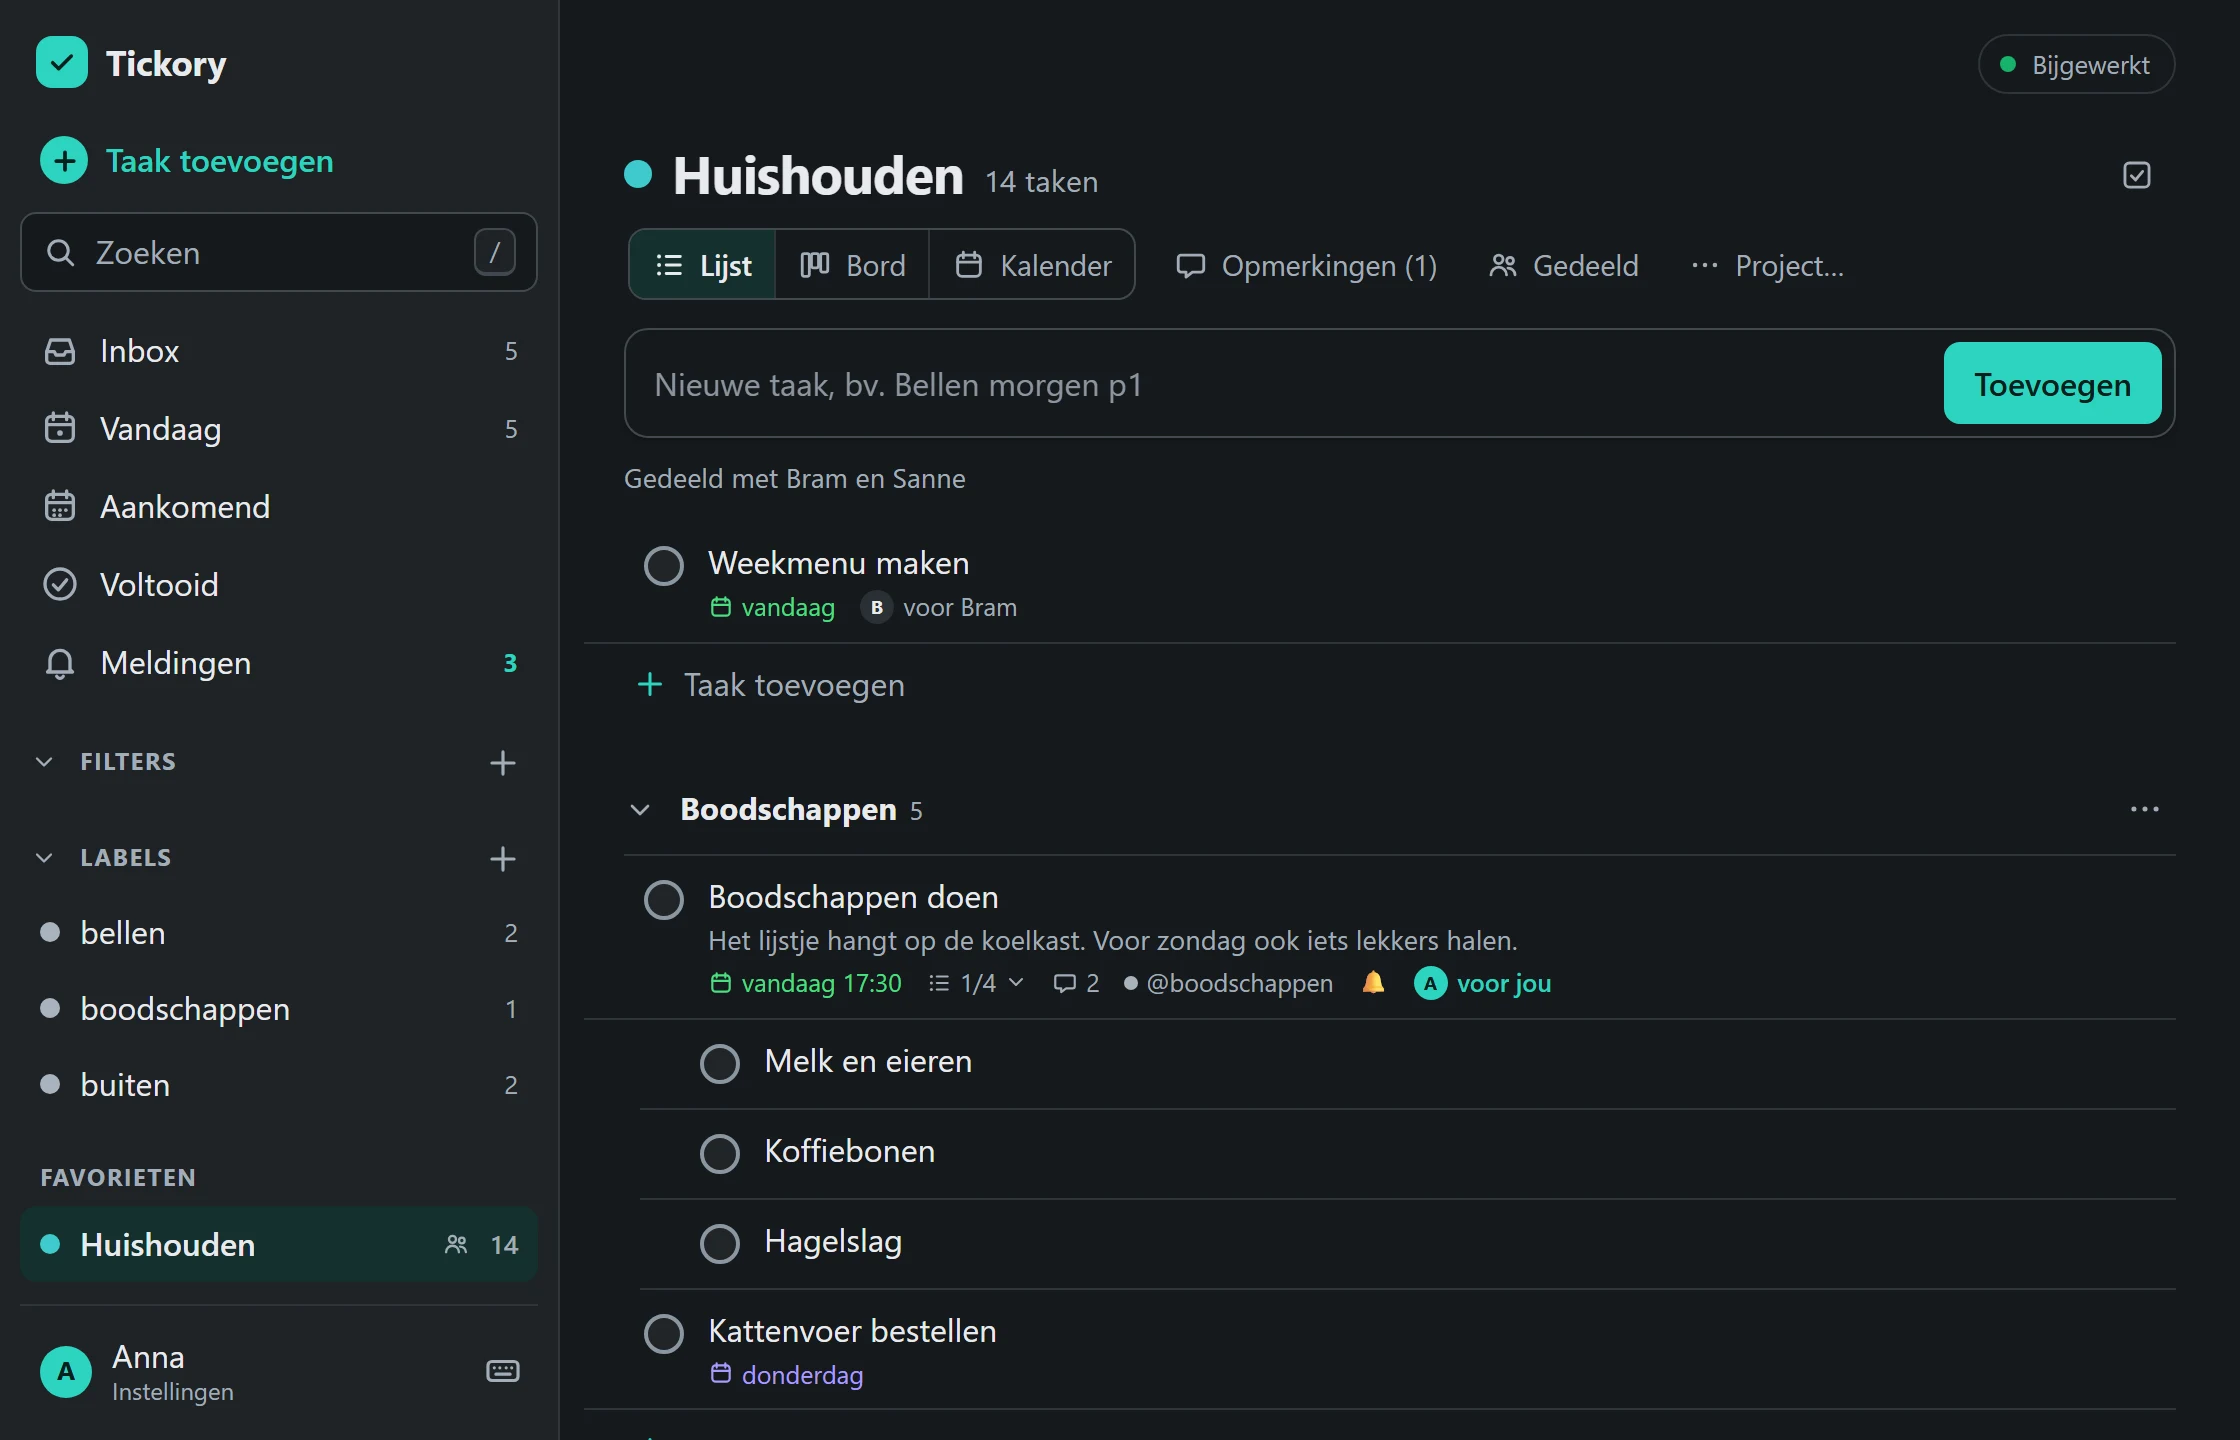 Tickory
Taak toevoegen
Zoeken /
Inbox 5
Vandaag 5
Aankomend
Voltooid
Meldingen 3
FILTERS
LABELS
bellen 2
boodschappen 1
buiten 2
FAVORIETEN
Huishouden 14
A Anna
Instellingen
Bijgewerkt
Huishouden 14 taken
Lijst Bord Kalender Opmerkingen (1) Gedeeld Project...
Nieuwe taak, bv. Bellen morgen p1 Toevoegen
Gedeeld met Bram en Sanne
Weekmenu maken
vandaag B voor Bram
Taak toevoegen
Boodschappen 5
Boodschappen doen
Het lijstje hangt op de koelkast. Voor zondag ook iets lekkers halen.
vandaag 17:30 1/4 2 @boodschappen A voor jou
Melk en eieren
Koffiebonen
Hagelslag
Kattenvoer bestellen
donderdag